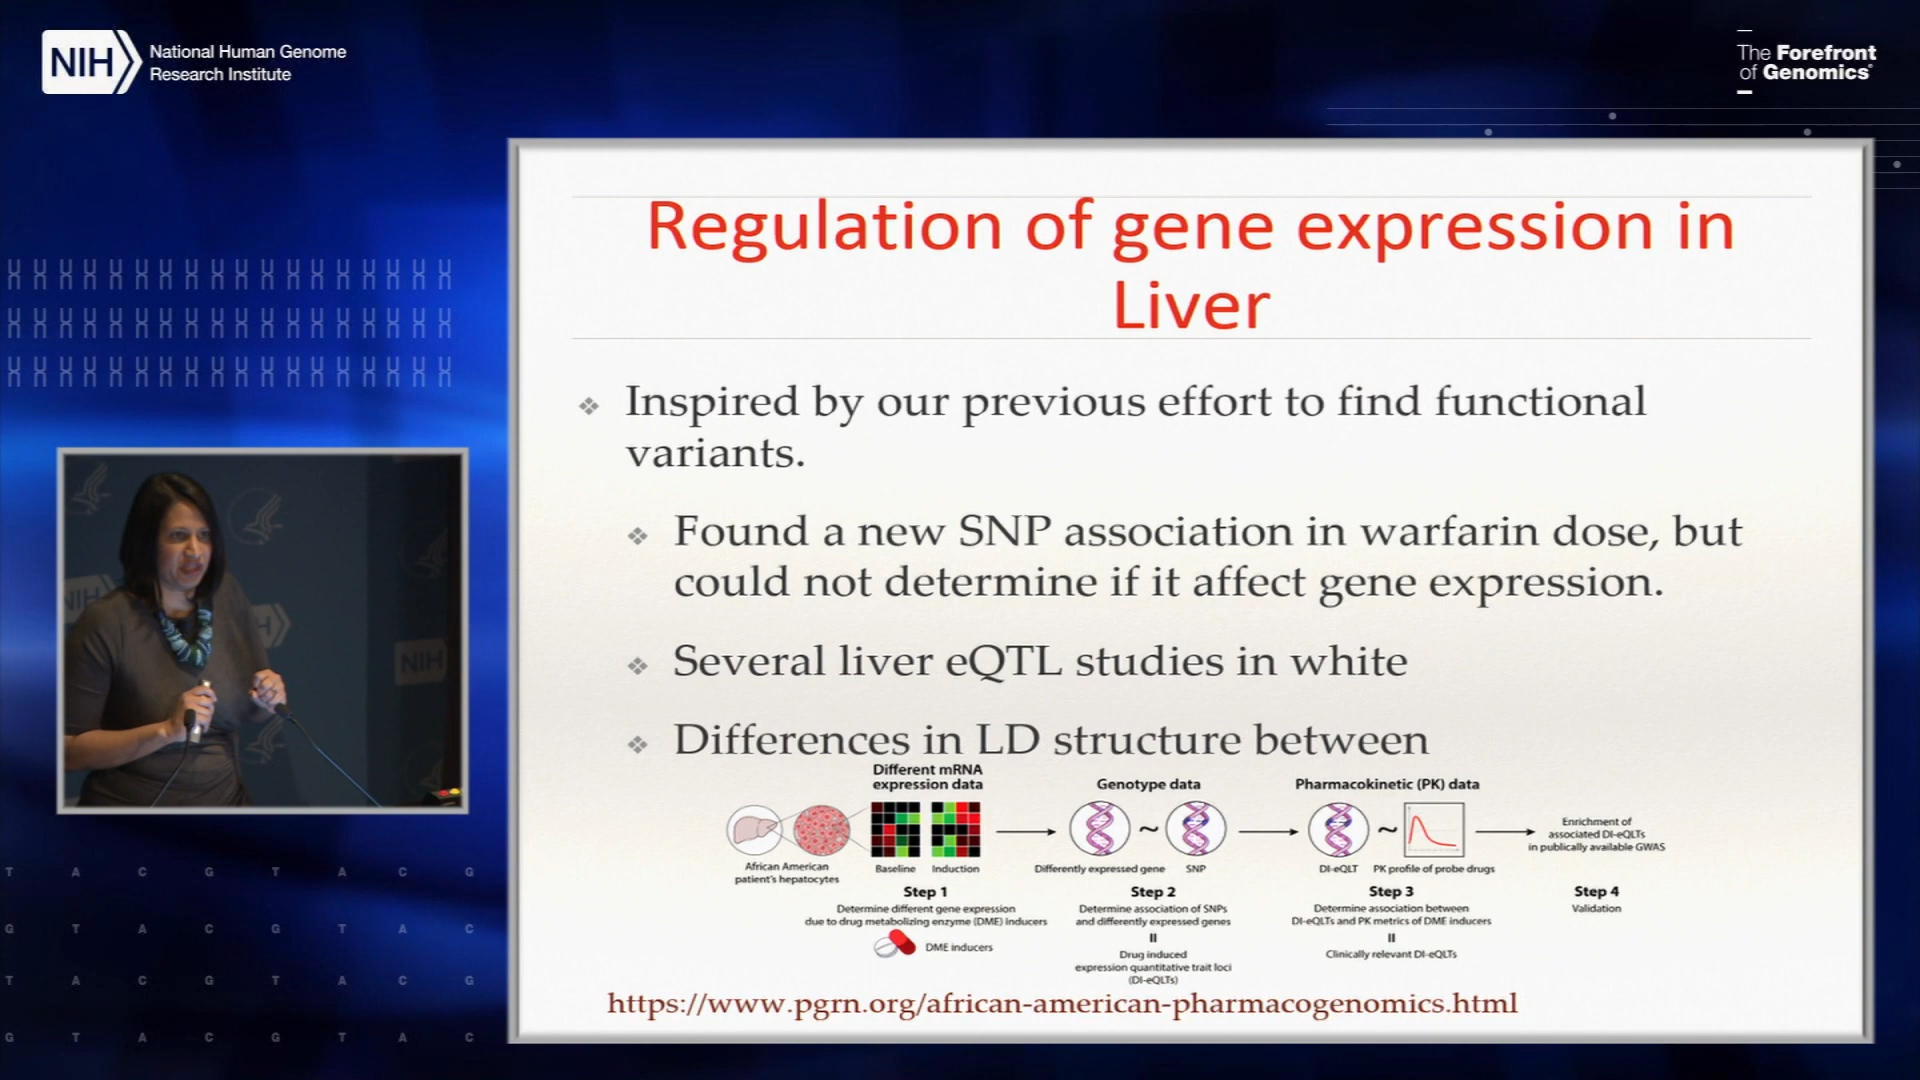 NIH
National Human Genome
Research Institute
The Forefront
of Genomics®
Regulation of gene expression in
Liver
Inspired by our previous effort to find functional
variants.
Found a new SNP association in warfarin dose, but
could not determine if it affect gene expression.
Several liver eQTL studies in white
Differences in LD structure between
Different mRNA
expression data
Genotype data
Pharmacokinetic (PK) data
African American
patient's hepatocytes
Baseline
Induction
Differently expressed gene
~
SNP
DI-eQLT
~
PK profile of probe drugs
Enrichment of
associated DI-eQLTs
in publically available GWAS
Step 1
Determine different gene expression
due to drug metabolizing enzyme (DME) Inducers
DME inducers
Step 2
Determine association of SNPs
and differently expressed genes
=
Drug induced
expression quantitative trait loci
(DI-eQLTs)
Step 3
Determine association between
DI-eQLTs and PK metrics of DME inducers
=
Clinically relevant DI-eQLTs
Step 4
Validation
https://www.pgrn.org/african-american-pharmacogenomics.html
NIH
H
NIH
T A C G T A C G
G T A C G T A C
T A C G T A C G
G T A C G T A C